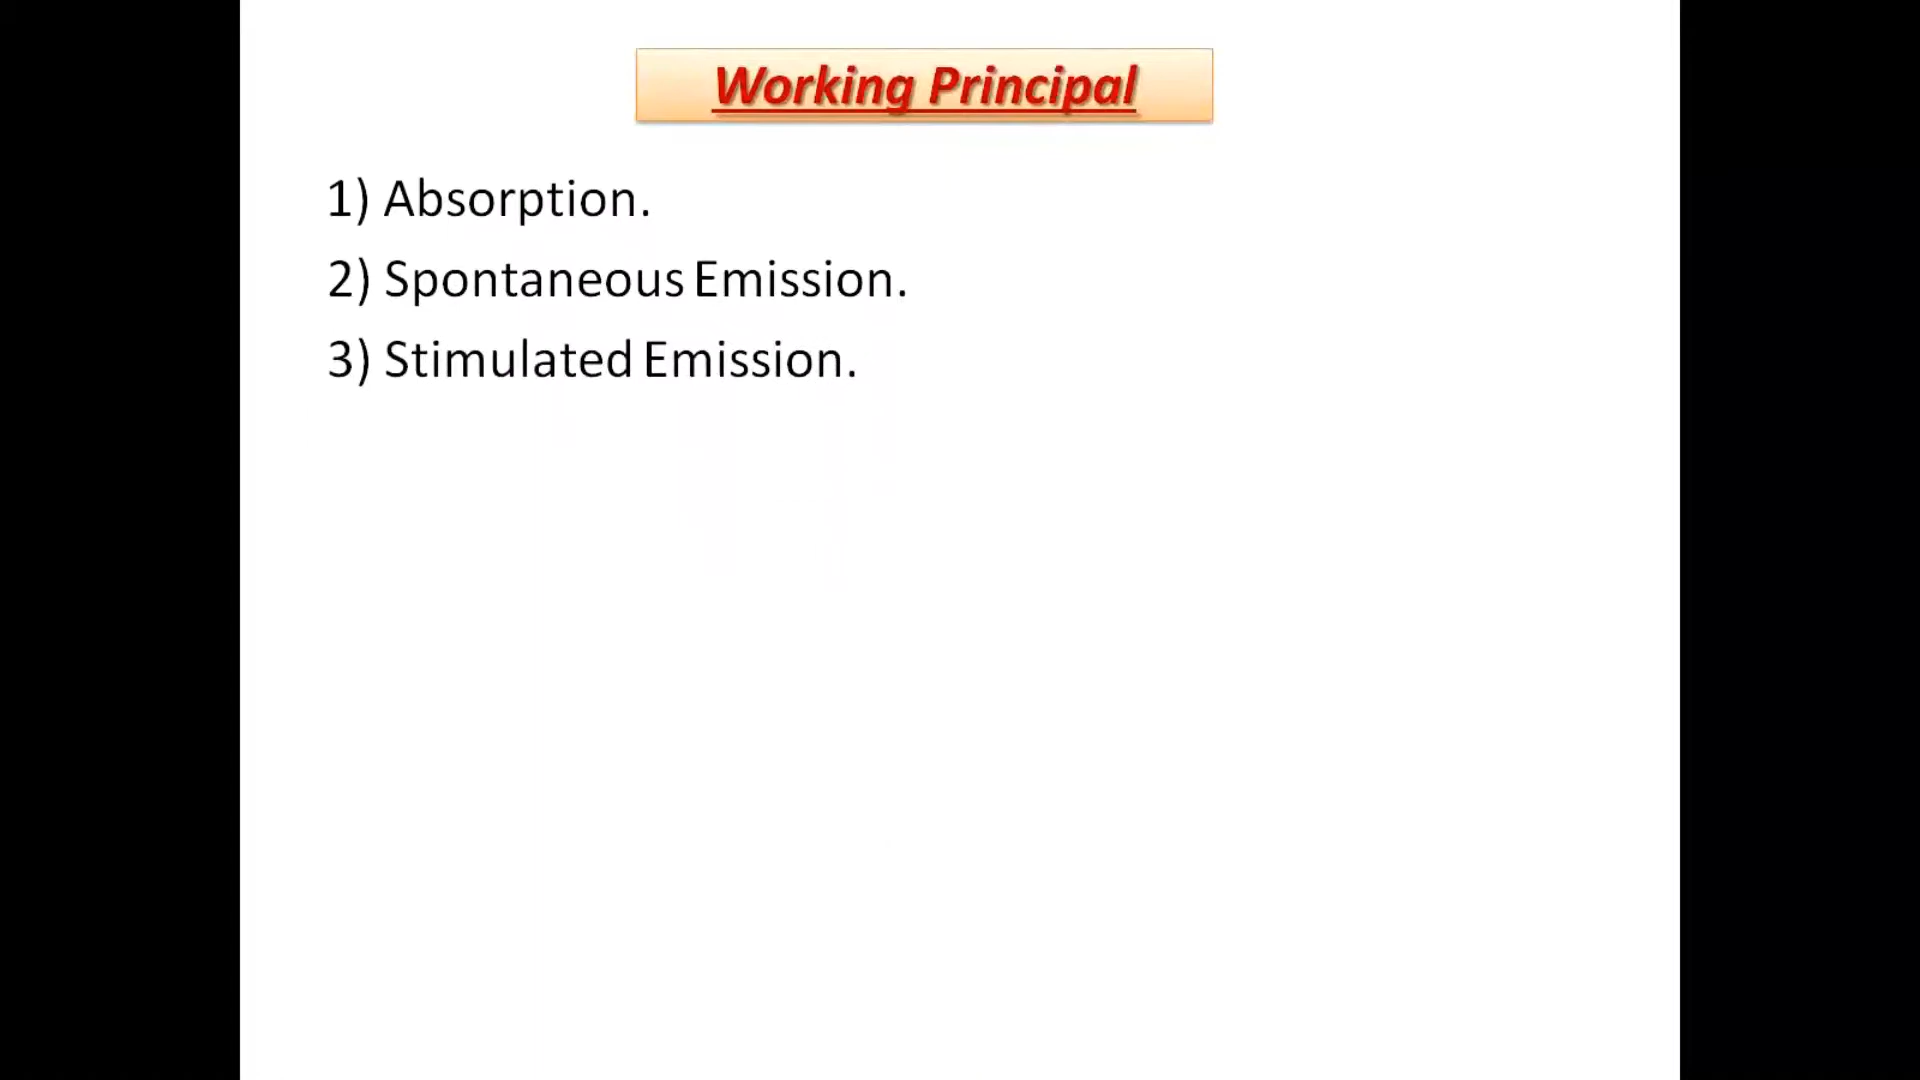 Working Principal
1) Absorption.
2) Spontaneous Emission.
3) Stimulated Emission.